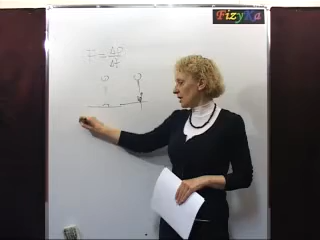 FizyKa
F = Δp / Δt